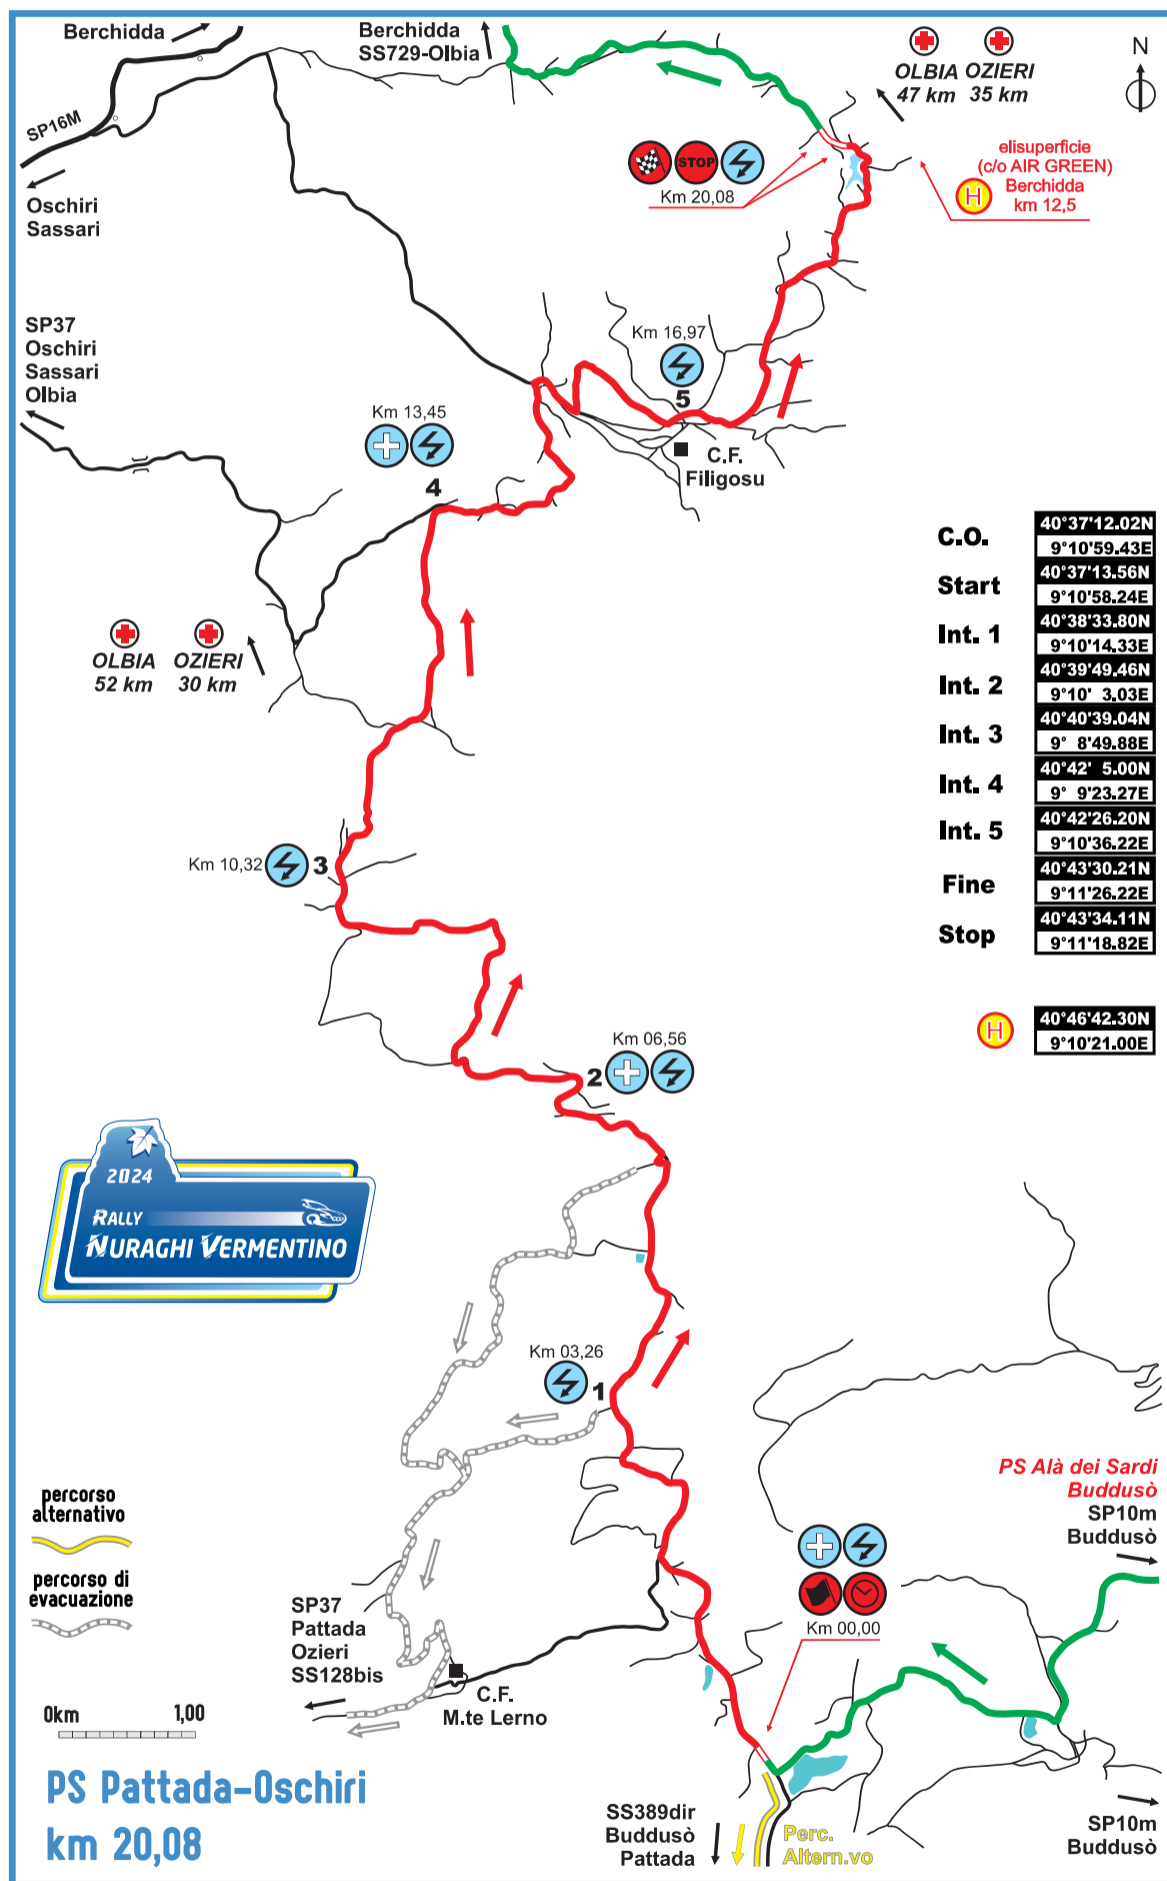 Berchidda
Berchidda
SS729-Olbia
OLBIA OZIERI
47 km 35 km
N
SP16M
STOP
Km 20,08
elisuperficie
(c/o AIR GREEN)
Berchidda
km 12,5
H
Oschiri
Sassari
SP37
Oschiri
Sassari
Olbia
Km 16,97
5
C.F.
Filigosu
Km 13,45
4
OLBIA OZIERI
52 km 30 km
C.O. 40°37'12.02N
9°10'59.43E
Start 40°37'13.56N
9°10'58.24E
Int. 1 40°38'33.80N
9°10'14.33E
Int. 2 40°39'49.46N
9°10' 3.03E
Int. 3 40°40'39.04N
9° 8'49.88E
Int. 4 40°42' 5.00N
9° 9'23.27E
Int. 5 40°42'26.20N
9°10'36.22E
Fine 40°43'30.21N
9°11'26.22E
Stop 40°43'34.11N
9°11'18.82E
H 40°46'42.30N
9°10'21.00E
Km 10,32
3
Km 06,56
2
2024
RALLY
NURAGHI VERMENTINO
Km 03,26
1
PS Alà dei Sardi
Buddusò
SP10m
Buddusò
percorso
alternativo
percorso di
evacuazione
Km 00,00
SP37
Pattada
Ozieri
SS128bis
C.F.
M.te Lerno
0km 1,00
PS Pattada-Oschiri
km 20,08
SS389dir
Buddusò
Pattada
Perc.
Altern.vo
SP10m
Buddusò